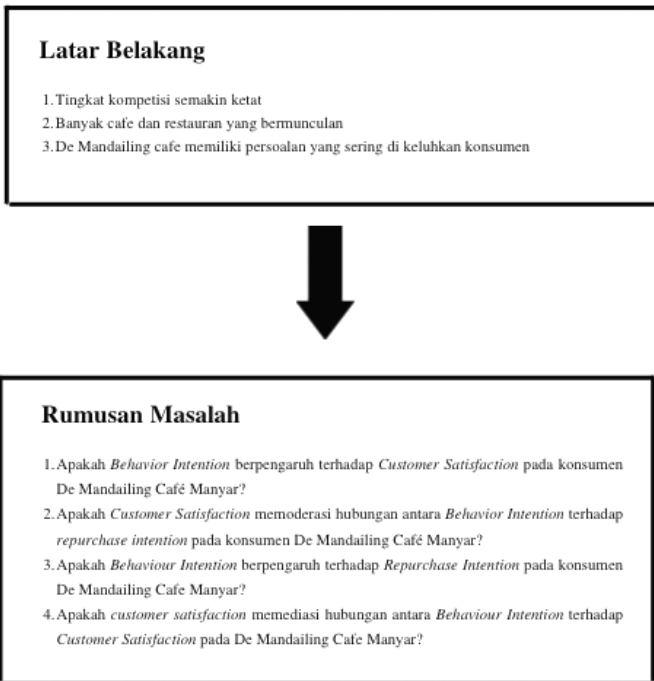 Latar Belakang
1.Tingkat kompetisi semakin ketat
2.Banyak cafe dan restauran yang bermunculan
3.De Mandailing cafe memiliki persoalan yang sering di keluhkan konsumen
Rumusan Masalah
1.Apakah Behavior Intention berpengaruh terhadap Customer Satisfaction pada konsumen
De Mandailing Café Manyar?
2.Apakah Customer Satisfaction memoderasi hubungan antara Behavior Intention terhadap
repurchase intention pada konsumen De Mandailing Café Manyar?
3.Apakah Behaviour Intention berpengaruh terhadap Repurchase Intention pada konsumen
De Mandailing Cafe Manyar?
4.Apakah customer satisfaction memediasi hubungan antara Behaviour Intention terhadap
Customer Satisfaction pada De Mandailing Cafe Manyar?